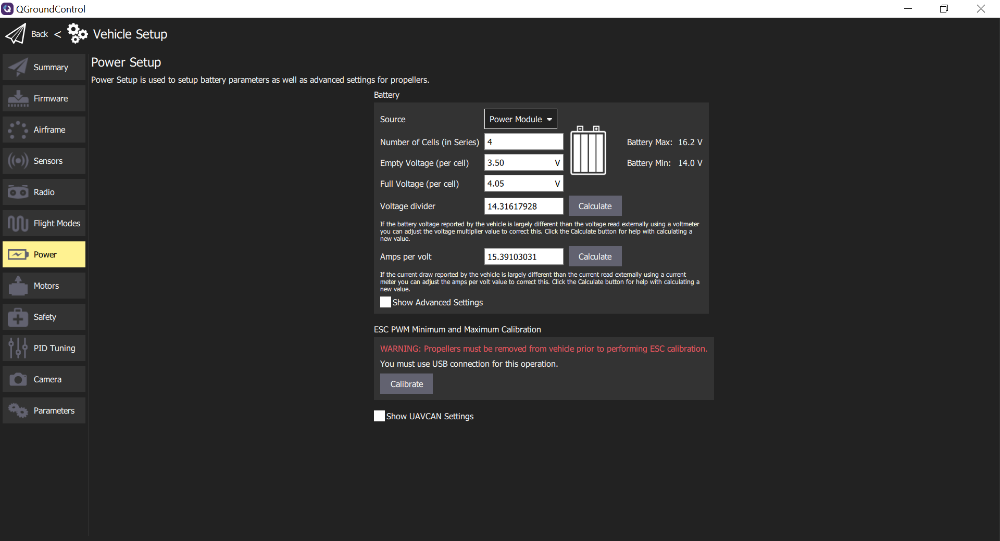 QGroundControl
Back < Vehicle Setup
Summary
Firmware
Airframe
Sensors
Radio
Flight Modes
Power
Motors
Safety
PID Tuning
Camera
Parameters
Power Setup
Power Setup is used to setup battery parameters as well as advanced settings for propellers.
Battery
Source Power Module
Number of Cells (in Series) 4 Battery Max: 16.2 V
Empty Voltage (per cell) 3.50 V Battery Min: 14.0 V
Full Voltage (per cell) 4.05 V
Voltage divider 14.31617928 Calculate
If the battery voltage reported by the vehicle is largely different than the voltage read externally using a voltmeter
you can adjust the voltage multiplier value to correct this. Click the Calculate button for help with calculating a
new value.
Amps per volt 15.39103031 Calculate
If the current draw reported by the vehicle is largely different than the current read externally using a current
meter you can adjust the amps per volt value to correct this. Click the Calculate button for help with calculating a
new value.
Show Advanced Settings
ESC PWM Minimum and Maximum Calibration
WARNING: Propellers must be removed from vehicle prior to performing ESC calibration.
You must use USB connection for this operation.
Calibrate
Show UAVCAN Settings